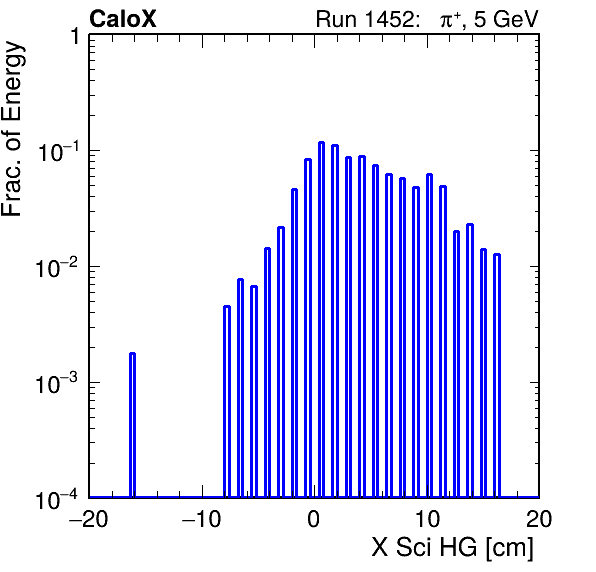 CaloX Run 1452: π⁺, 5 GeV
Frac. of Energy
1
10⁻¹
10⁻²
10⁻³
10⁻⁴
−20 −10 0 10 20
X Sci HG [cm]